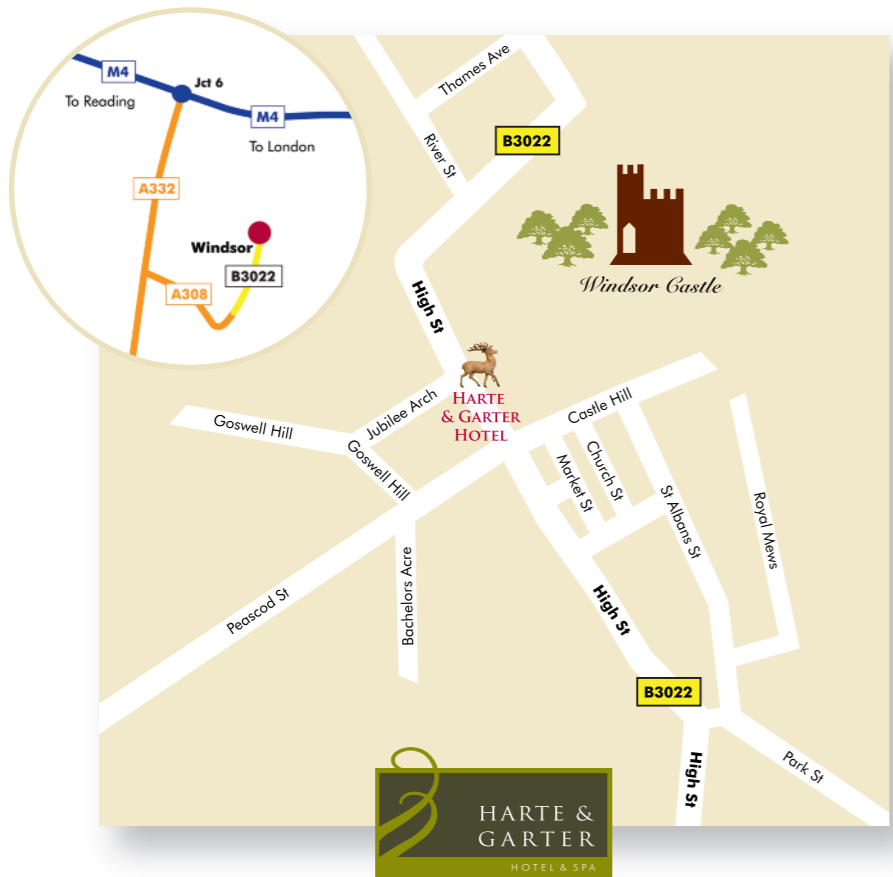 M4
Jct 6
To Reading
M4
To London
A332
Windsor
B3022
A308
Thames Ave
River St
B3022
Windsor Castle
High St
HARTE
& GARTER
HOTEL
Jubilee Arch
Castle Hill
Goswell Hill
Goswell Hill
Market St
Church St
St Albans St
Royal Mews
Peascod St
Bachelors Acre
High St
B3022
High St
Park St
HARTE &
GARTER
HOTEL & SPA